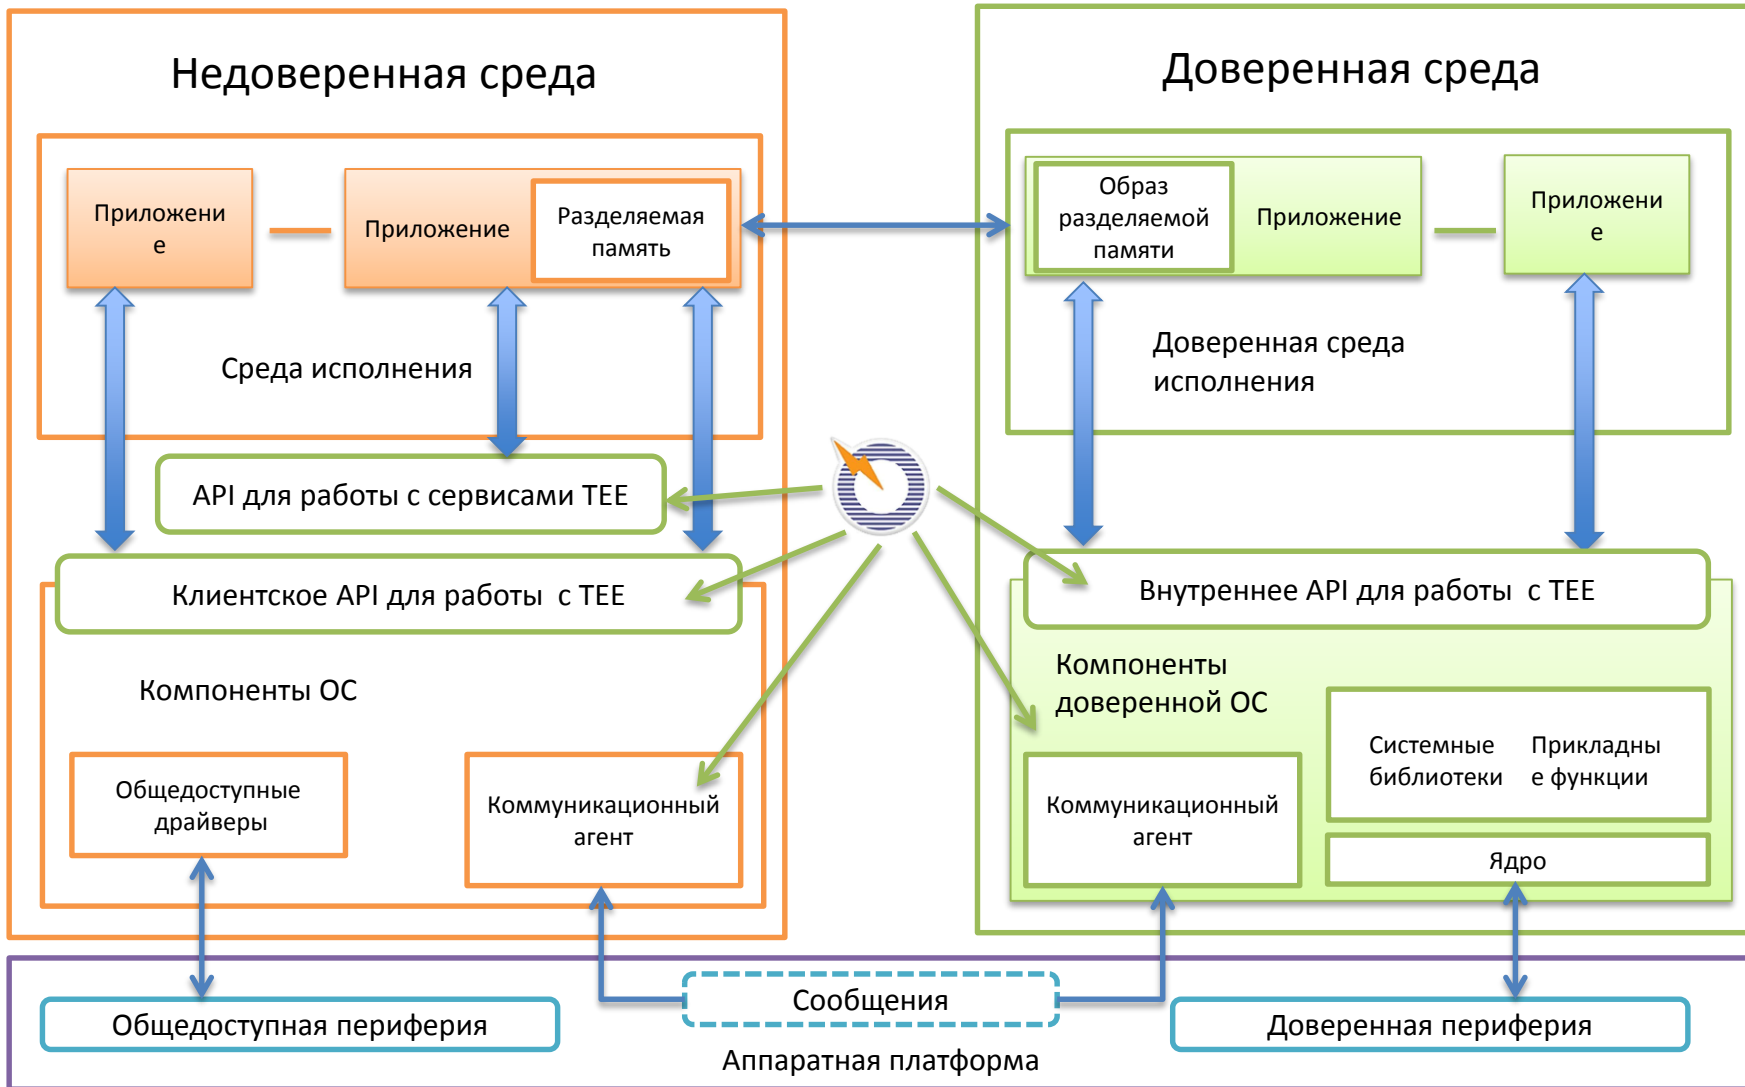 Недоверенная среда
Приложени
е
Приложение
Разделяемая
память
Среда исполнения
API для работы с сервисами TEE
Клиентское API для работы с TEE
Компоненты ОС
Общедоступные
драйверы
Коммуникационный
агент
Доверенная среда
Образ
разделяемой
памяти
Приложение
Приложени
е
Доверенная среда
исполнения
Внутреннее API для работы с TEE
Компоненты
доверенной ОС
Коммуникационный
агент
Системные
библиотеки
Прикладны
е функции
Ядро
Общедоступная периферия
Сообщения
Доверенная периферия
Аппаратная платформа